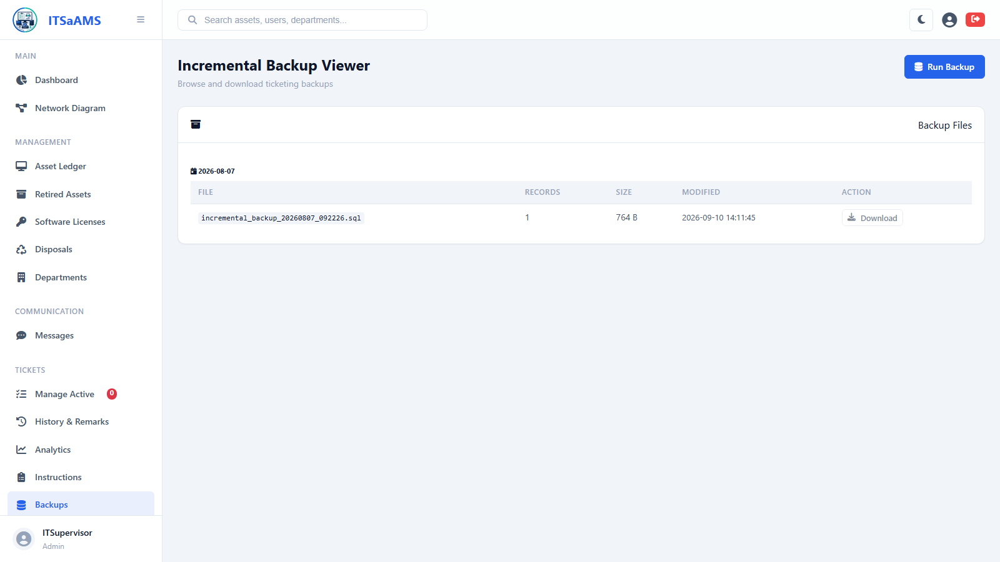 ITSaAMS
Search assets, users, departments...
MAIN
Dashboard
Network Diagram
MANAGEMENT
Asset Ledger
Retired Assets
Software Licenses
Disposals
Departments
COMMUNICATION
Messages
TICKETS
Manage Active 0
History & Remarks
Analytics
Instructions
Backups
ITSupervisor
Admin
Incremental Backup Viewer
Browse and download ticketing backups
Run Backup
Backup Files
2026-08-07
FILE RECORDS SIZE MODIFIED ACTION
incremental_backup_20260807_092226.sql 1 764 B 2026-09-10 14:11:45 Download